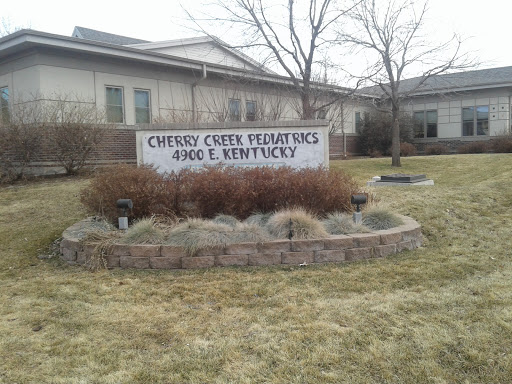 CHERRY CREEK PEDIATRICS
4900 E. KENTUCKY